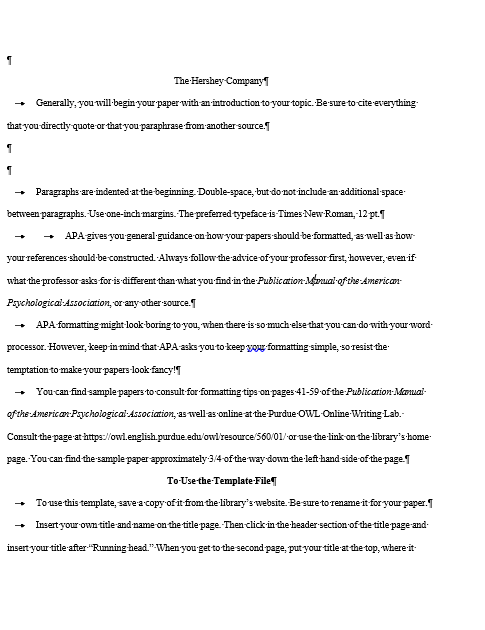 The Hershey Company
Generally, you will begin your paper with an introduction to your topic. Be sure to cite everything
that you directly quote or that you paraphrase from another source.
Paragraphs are indented at the beginning. Double-space, but do not include an additional space
between paragraphs. Use one-inch margins. The preferred typeface is Times New Roman, 12 pt.
APA gives you general guidance on how your papers should be formatted, as well as how
your references should be constructed. Always follow the advice of your professor first, however, even if
what the professor asks for is different than what you find in the Publication Manual of the American
Psychological Association, or any other source.
APA formatting might look boring to you, when there is so much else that you can do with your word
processor. However, keep in mind that APA asks you to keep your formatting simple, so resist the
temptation to make your papers look fancy!
You can find sample papers to consult for formatting tips on pages 41-59 of the Publication Manual
of the American Psychological Association, as well as online at the Purdue OWL Online Writing Lab.
Consult the page at https://owl.english.purdue.edu/owl/resource/560/01/ or use the link on the library's home
page. You can find the sample paper approximately 3/4 of the way down the left hand side of the page.
To Use the Template File
To use this template, save a copy of it from the library's website. Be sure to rename it for your paper.
Insert your own title and name on the title page. Then click in the header section of the title page and
insert your title after "Running head." When you get to the second page, put your title at the top, where it